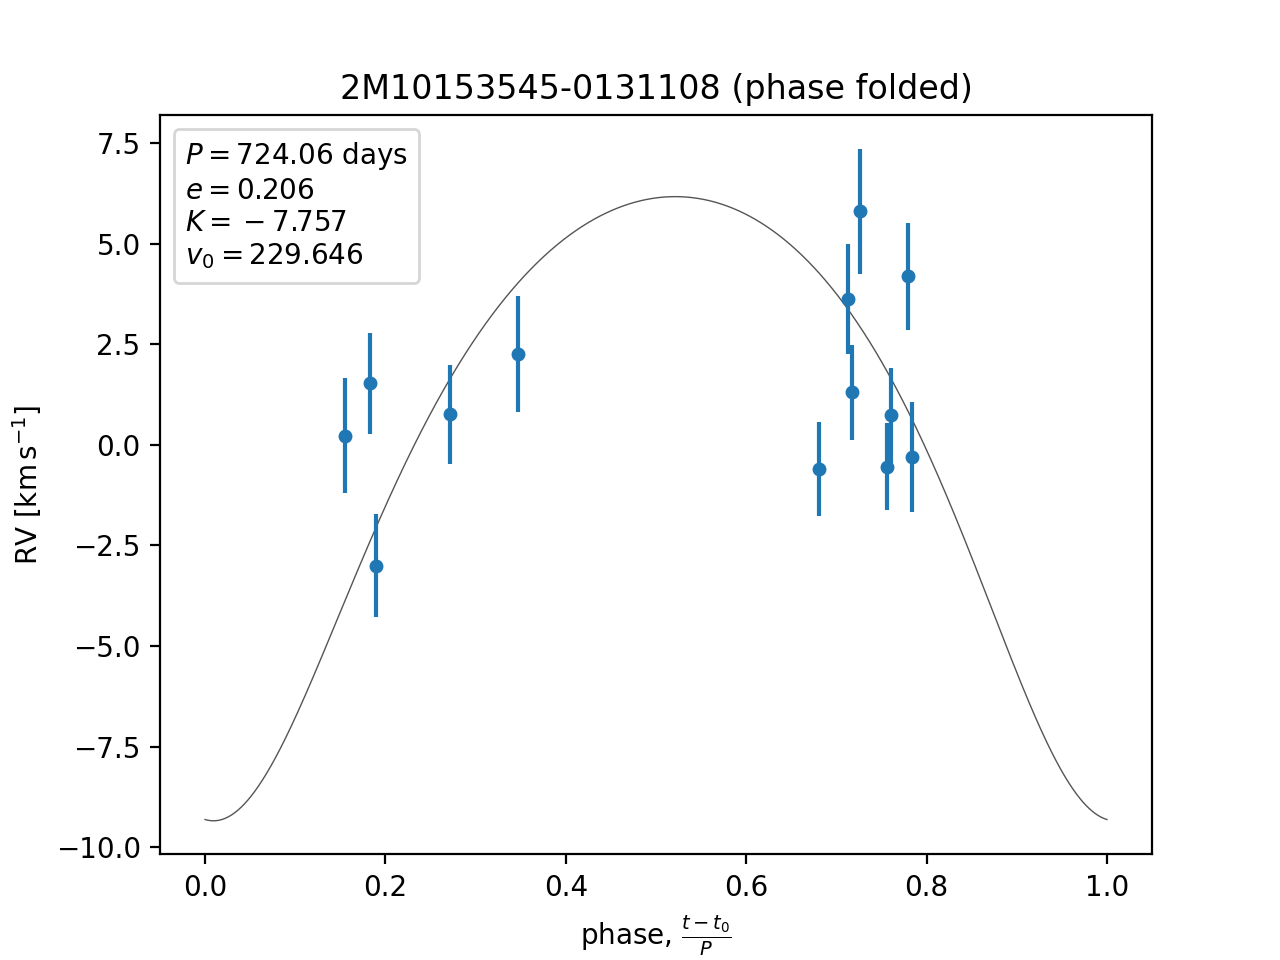 2M10153545-0131108 (phase folded)
P = 724.06 days
e = 0.206
K = −7.757
v₀ = 229.646
7.5
5.0
2.5
0.0
−2.5
−5.0
−7.5
−10.0
RV [km s⁻¹]
0.0 0.2 0.4 0.6 0.8 1.0
phase, (t − t₀)/P